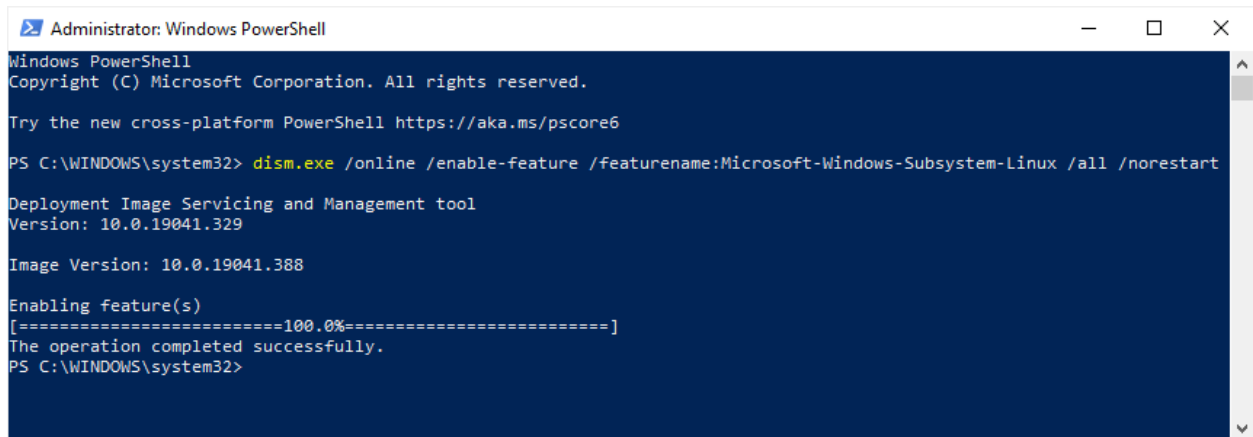 Administrator: Windows PowerShell
Windows PowerShell
Copyright (C) Microsoft Corporation. All rights reserved.
Try the new cross-platform PowerShell https://aka.ms/pscore6
PS C:\WINDOWS\system32> dism.exe /online /enable-feature /featurename:Microsoft-Windows-Subsystem-Linux /all /norestart
Deployment Image Servicing and Management tool
Version: 10.0.19041.329
Image Version: 10.0.19041.388
Enabling feature(s)
[==========================100.0%==========================]
The operation completed successfully.
PS C:\WINDOWS\system32>